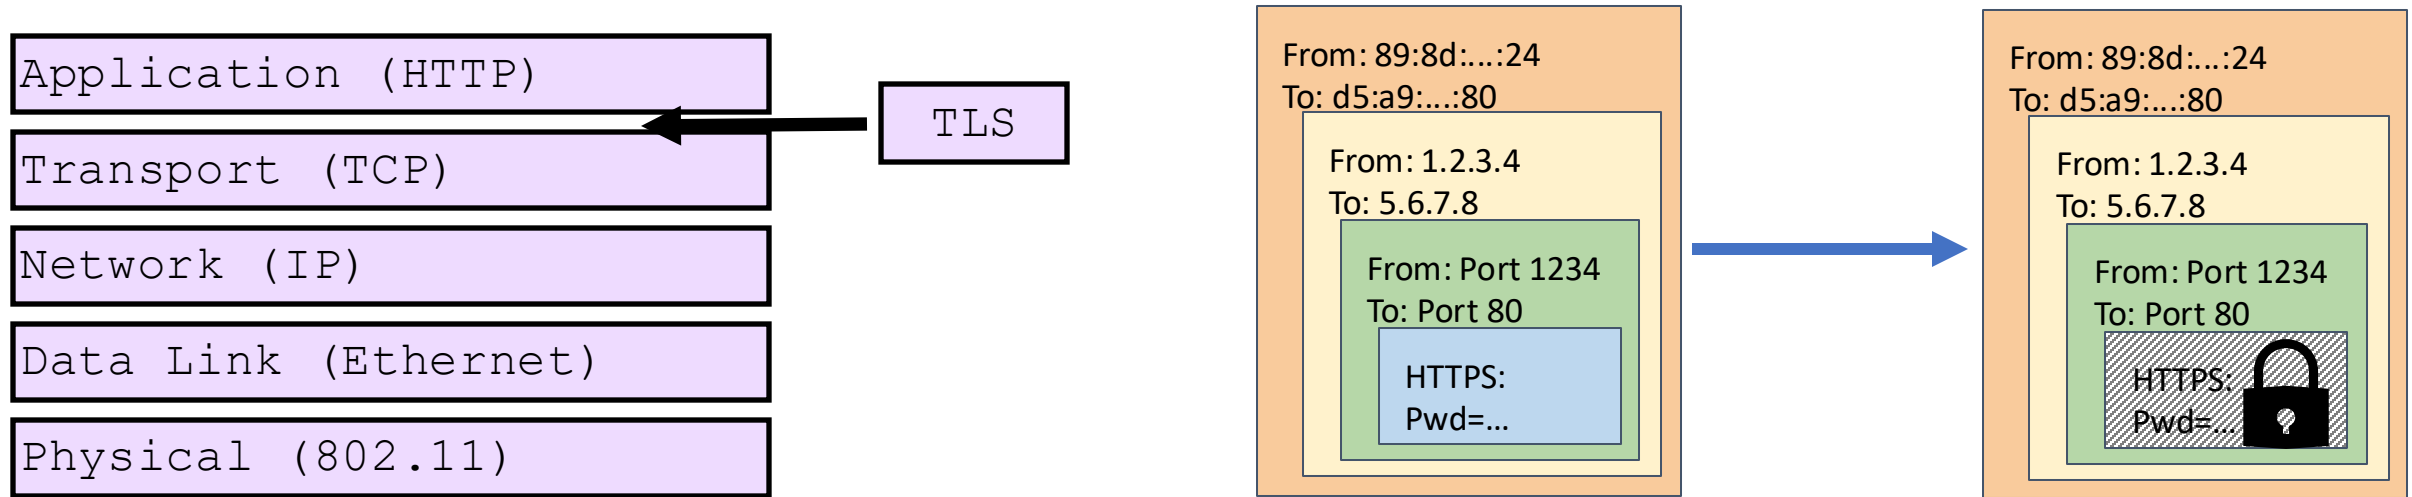 Application (HTTP)
Transport (TCP)
Network (IP)
Data Link (Ethernet)
Physical (802.11)
TLS
From: 89:8d:...:24
To: d5:a9:...:80
From: 1.2.3.4
To: 5.6.7.8
From: Port 1234
To: Port 80
HTTPS:
Pwd=...
From: 89:8d:...:24
To: d5:a9:...:80
From: 1.2.3.4
To: 5.6.7.8
From: Port 1234
To: Port 80
HTTPS:
Pwd=...